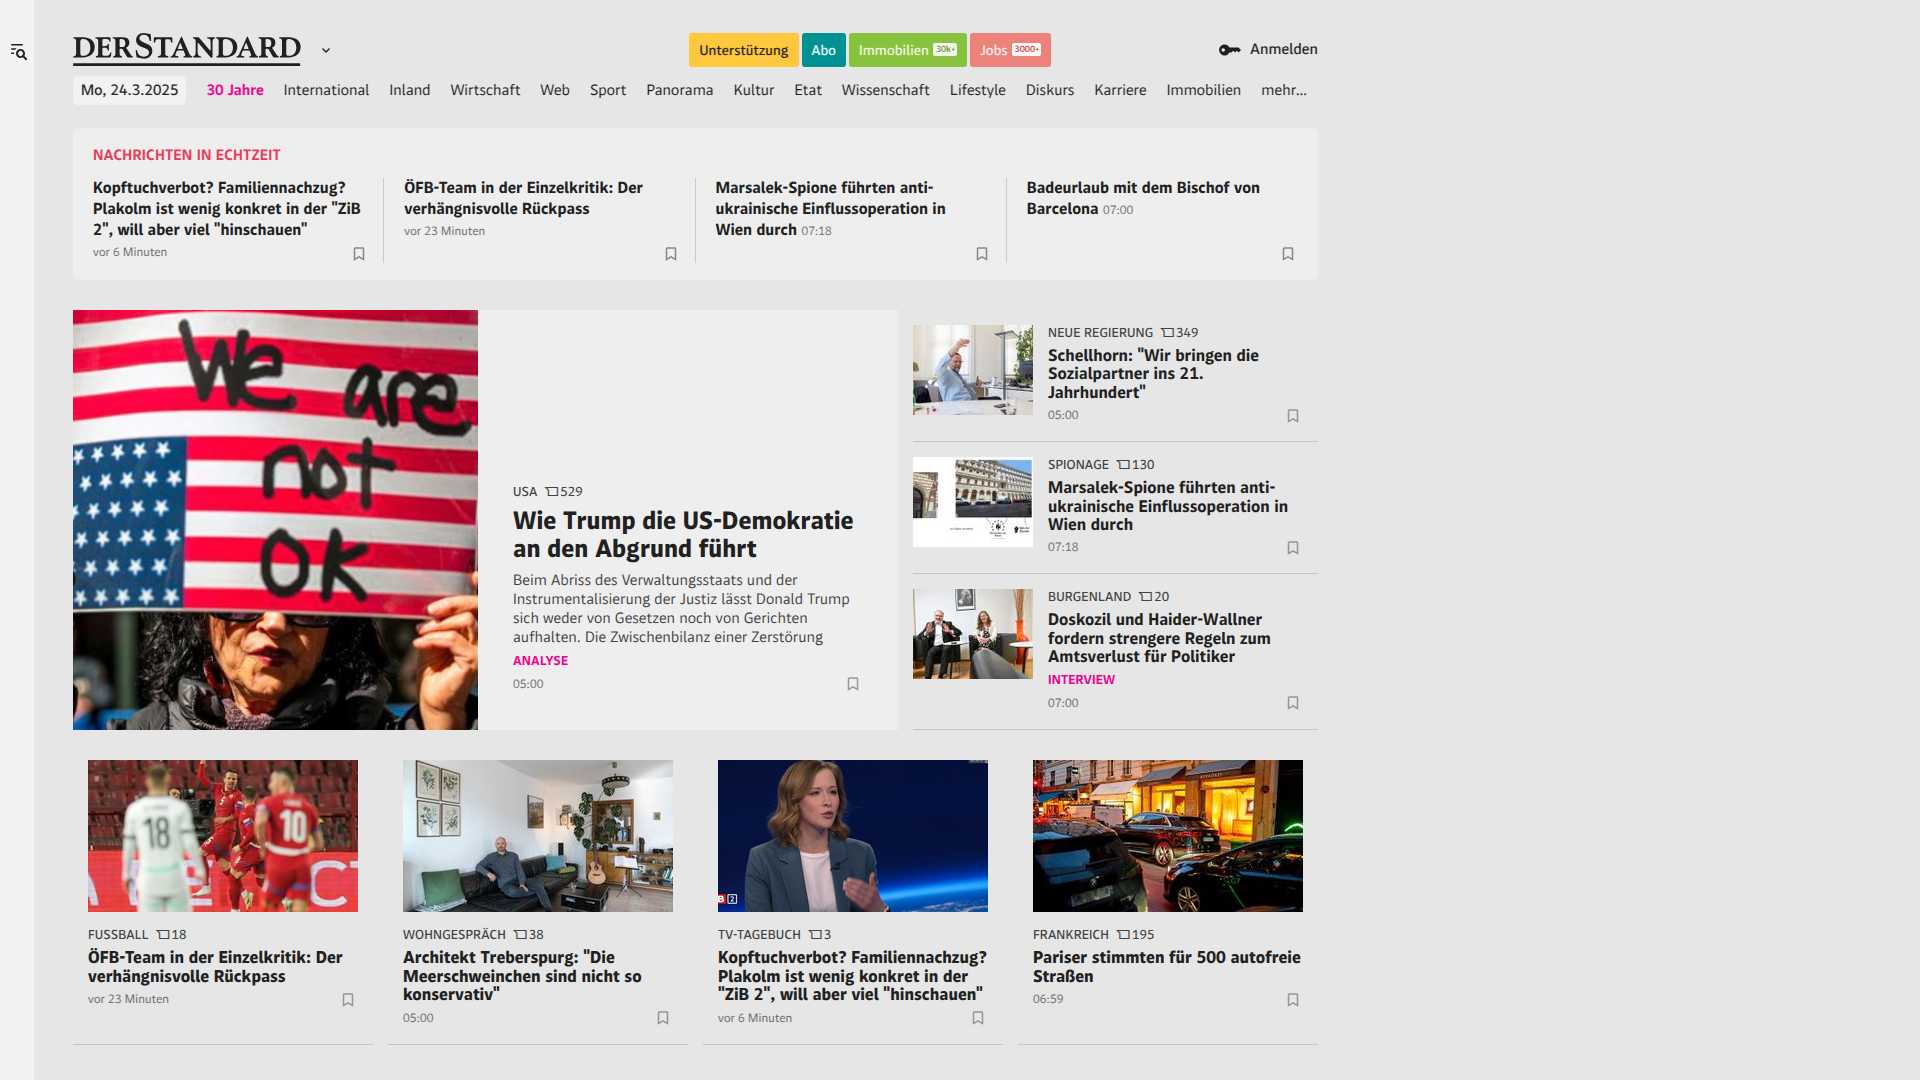 DERSTANDARD
Unterstützung
Abo
Immobilien 30k+
Jobs 3000+
Anmelden
Mo, 24.3.2025
30 Jahre
International
Inland
Wirtschaft
Web
Sport
Panorama
Kultur
Etat
Wissenschaft
Lifestyle
Diskurs
Karriere
Immobilien
mehr...
NACHRICHTEN IN ECHTZEIT
Kopftuchverbot? Familiennachzug?
Plakolm ist wenig konkret in der "ZiB
2", will aber viel "hinschauen"
vor 6 Minuten
ÖFB-Team in der Einzelkritik: Der
verhängnisvolle Rückpass
vor 23 Minuten
Marsalek-Spione führten anti-
ukrainische Einflussoperation in
Wien durch 07:18
Badeurlaub mit dem Bischof von
Barcelona 07:00
We are
not
OK
USA 529
Wie Trump die US-Demokratie
an den Abgrund führt
Beim Abriss des Verwaltungsstaats und der
Instrumentalisierung der Justiz lässt Donald Trump
sich weder von Gesetzen noch von Gerichten
aufhalten. Die Zwischenbilanz einer Zerstörung
ANALYSE
05:00
NEUE REGIERUNG 349
Schellhorn: "Wir bringen die
Sozialpartner ins 21.
Jahrhundert"
05:00
SPIONAGE 130
Marsalek-Spione führten anti-
ukrainische Einflussoperation in
Wien durch
07:18
BURGENLAND 20
Doskozil und Haider-Wallner
fordern strengere Regeln zum
Amtsverlust für Politiker
INTERVIEW
07:00
18
10
FUSSBALL 18
ÖFB-Team in der Einzelkritik: Der
verhängnisvolle Rückpass
vor 23 Minuten
WOHNGESPRÄCH 38
Architekt Treberspurg: "Die
Meerschweinchen sind nicht so
konservativ"
05:00
B 2
TV-TAGEBUCH 3
Kopftuchverbot? Familiennachzug?
Plakolm ist wenig konkret in der
"ZiB 2", will aber viel "hinschauen"
vor 6 Minuten
FRANKREICH 195
Pariser stimmten für 500 autofreie
Straßen
06:59